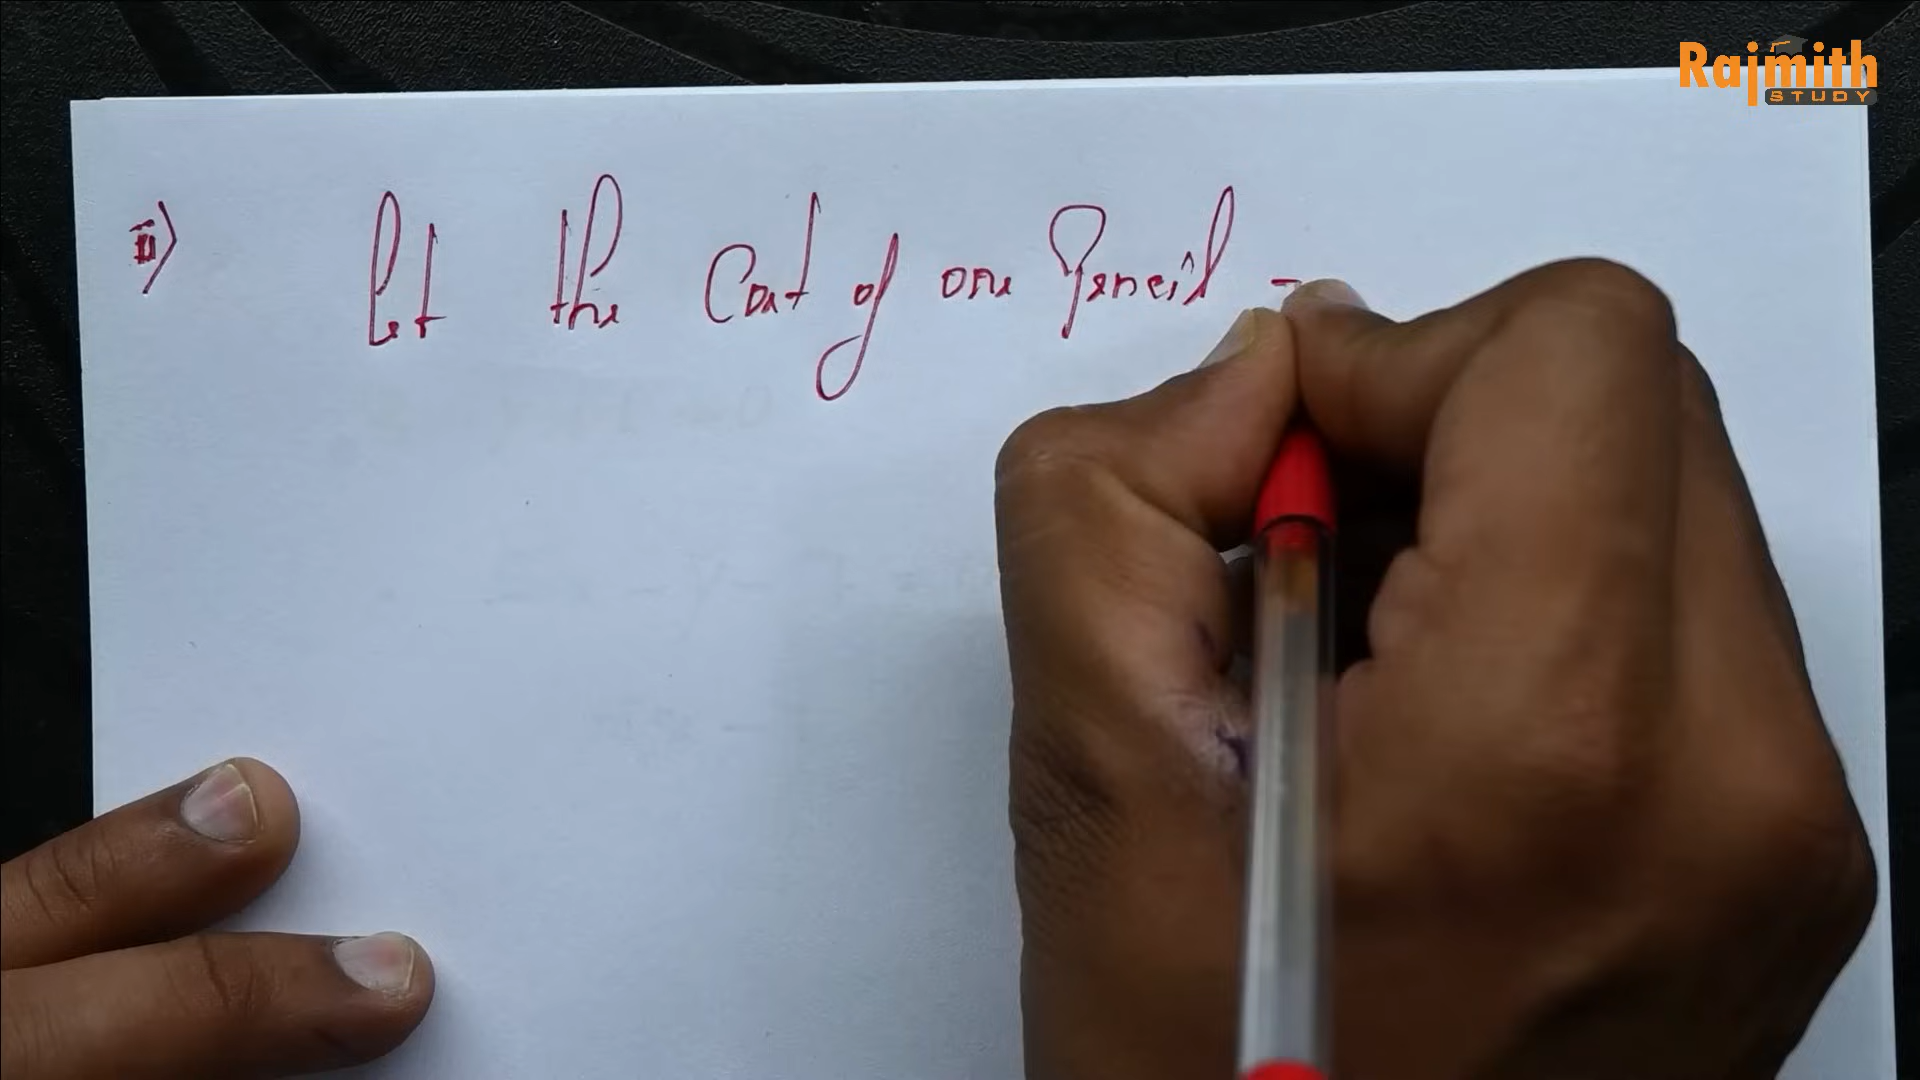 Rajmith
STUDY
ii) let the Cost of one Pencil =